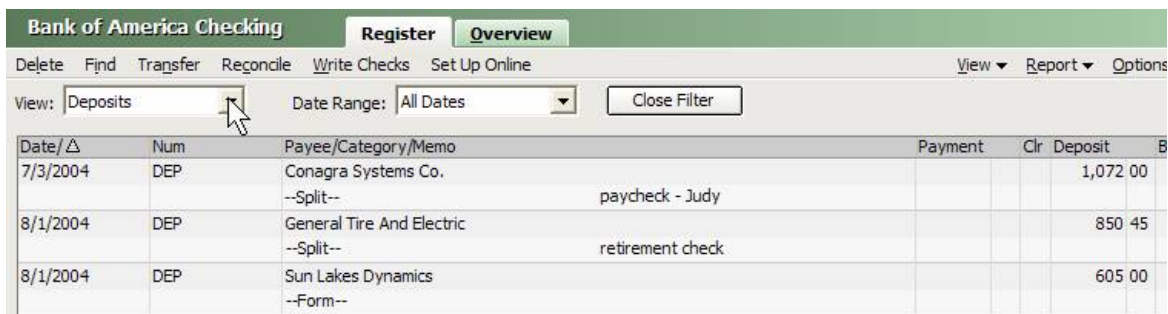 Bank of America Checking Register Overview
Delete Find Transfer Reconcile Write Checks Set Up Online View Report Options
View: Deposits Date Range: All Dates Close Filter
Date/ Num Payee/Category/Memo Payment Clr Deposit B
7/3/2004 DEP Conagra Systems Co. 1,072 00
--Split-- paycheck - Judy
8/1/2004 DEP General Tire And Electric 850 45
--Split-- retirement check
8/1/2004 DEP Sun Lakes Dynamics 605 00
--Form--